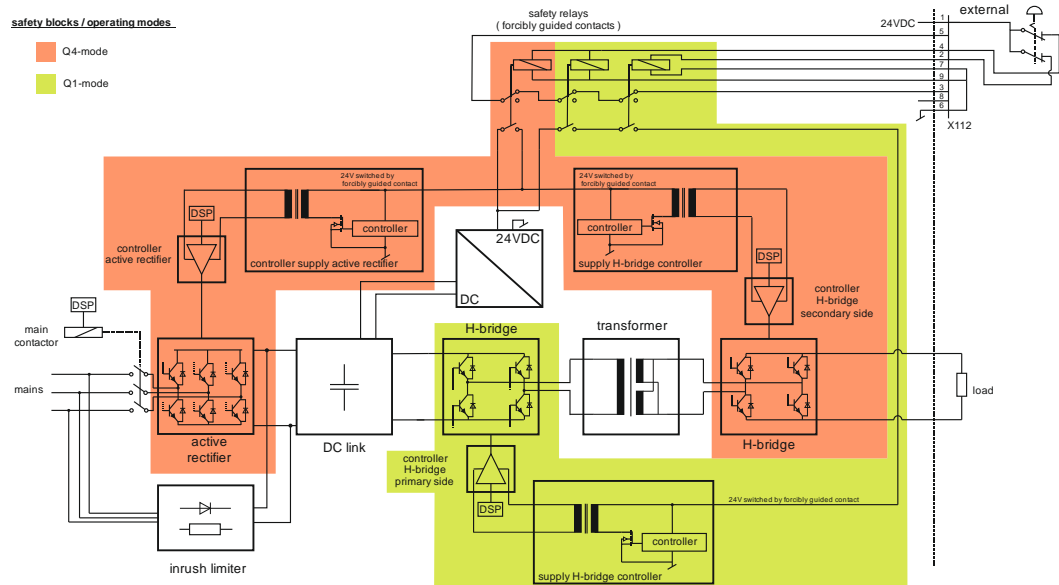 safety blocks / operating modes
Q4-mode
Q1-mode
safety relays
( forcibly guided contacts)
external
24VDC
1
5
4
2
7
9
3
8
6
X112
24V switched by
forcibly guided contact
controller
controller supply active rectifier
DSP
controller
active rectifier
24VDC
DC
24V switched by
forcibly guided contact
controller
supply H-bridge controller
DSP
controller
H-bridge
secondary side
DSP
main
contactor
mains
active
rectifier
DC link
H-bridge
transformer
H-bridge
load
controller
H-bridge
primary side
DSP
24V switched by forcibly guided contact
controller
supply H-bridge controller
inrush limiter